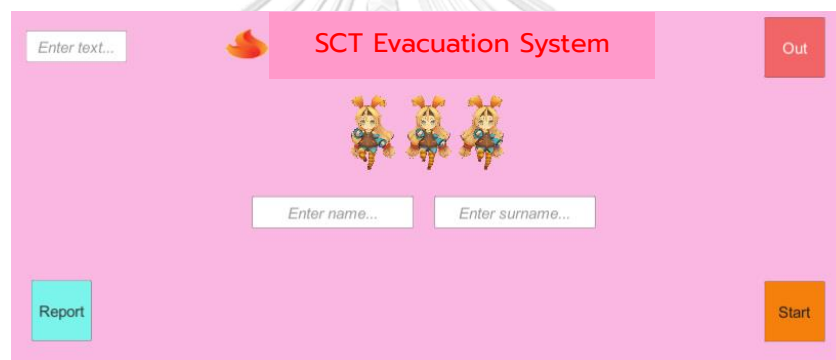 Enter text...
SCT Evacuation System
Out
Enter name...
Enter surname...
Report
Start